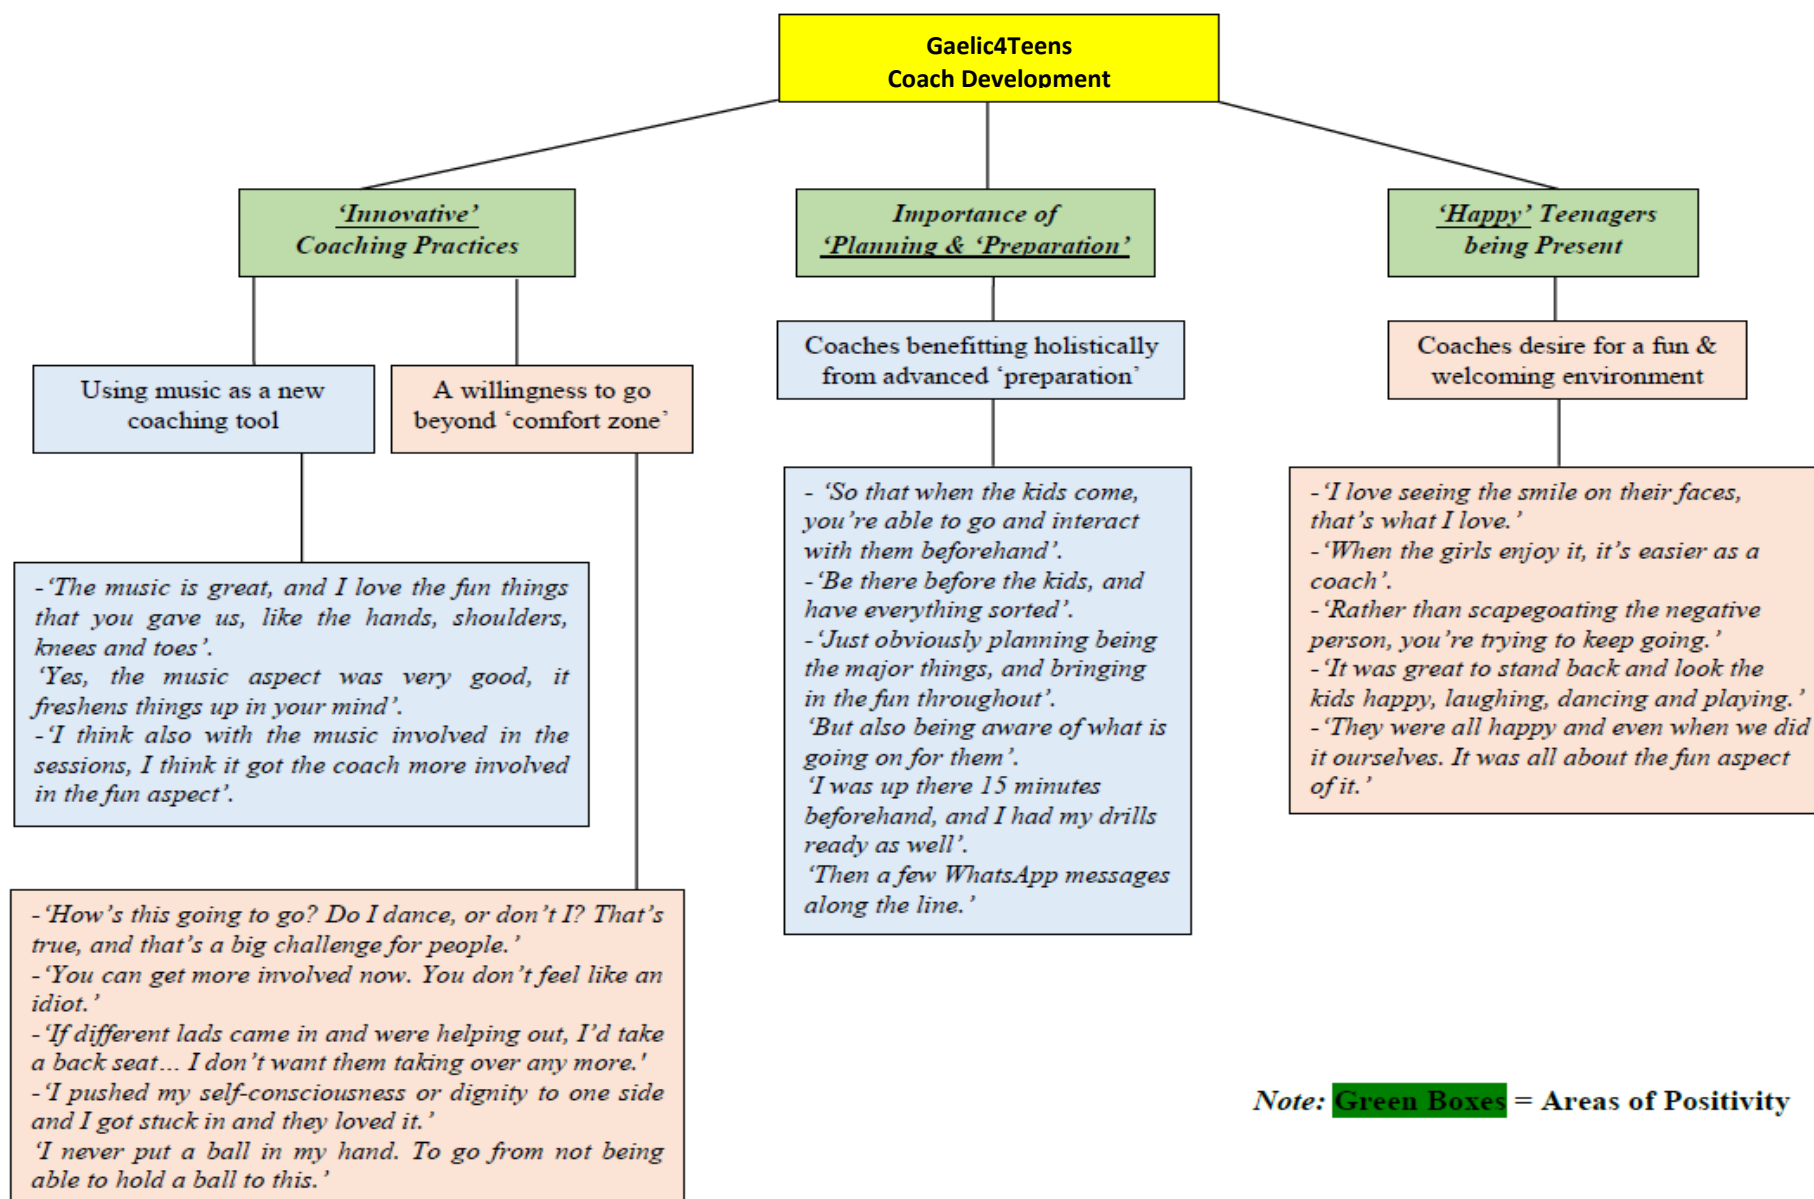 Gaelic4Teens
Coach Development
‘Innovative’
Coaching Practices
Importance of
‘Planning & ‘Preparation’
‘Happy’ Teenagers
being Present
Using music as a new
coaching tool
A willingness to go
beyond ‘comfort zone’
Coaches benefitting holistically
from advanced ‘preparation’
Coaches desire for a fun &
welcoming environment
-‘The music is great, and I love the fun things
that you gave us, like the hands, shoulders,
knees and toes’.
‘Yes, the music aspect was very good, it
freshens things up in your mind’.
-‘I think also with the music involved in the
sessions, I think it got the coach more involved
in the fun aspect’.
-‘How’s this going to go? Do I dance, or don’t I? That’s
true, and that’s a big challenge for people.’
-‘You can get more involved now. You don’t feel like an
idiot.’
-‘If different lads came in and were helping out, I’d take
a back seat… I don’t want them taking over any more.'
-‘I pushed my self-consciousness or dignity to one side
and I got stuck in and they loved it.’
‘I never put a ball in my hand. To go from not being
able to hold a ball to this.’
- ‘So that when the kids come,
you’re able to go and interact
with them beforehand’.
-‘Be there before the kids, and
have everything sorted’.
-‘Just obviously planning being
the major things, and bringing
in the fun throughout’.
‘But also being aware of what is
going on for them’.
‘I was up there 15 minutes
beforehand, and I had my drills
ready as well’.
‘Then a few WhatsApp messages
along the line.’
-‘I love seeing the smile on their faces,
that’s what I love.’
-‘When the girls enjoy it, it’s easier as a
coach’.
-‘Rather than scapegoating the negative
person, you’re trying to keep going.’
-‘It was great to stand back and look the
kids happy, laughing, dancing and playing.’
-‘They were all happy and even when we did
it ourselves. It was all about the fun aspect
of it.’
Note: Green Boxes = Areas of Positivity